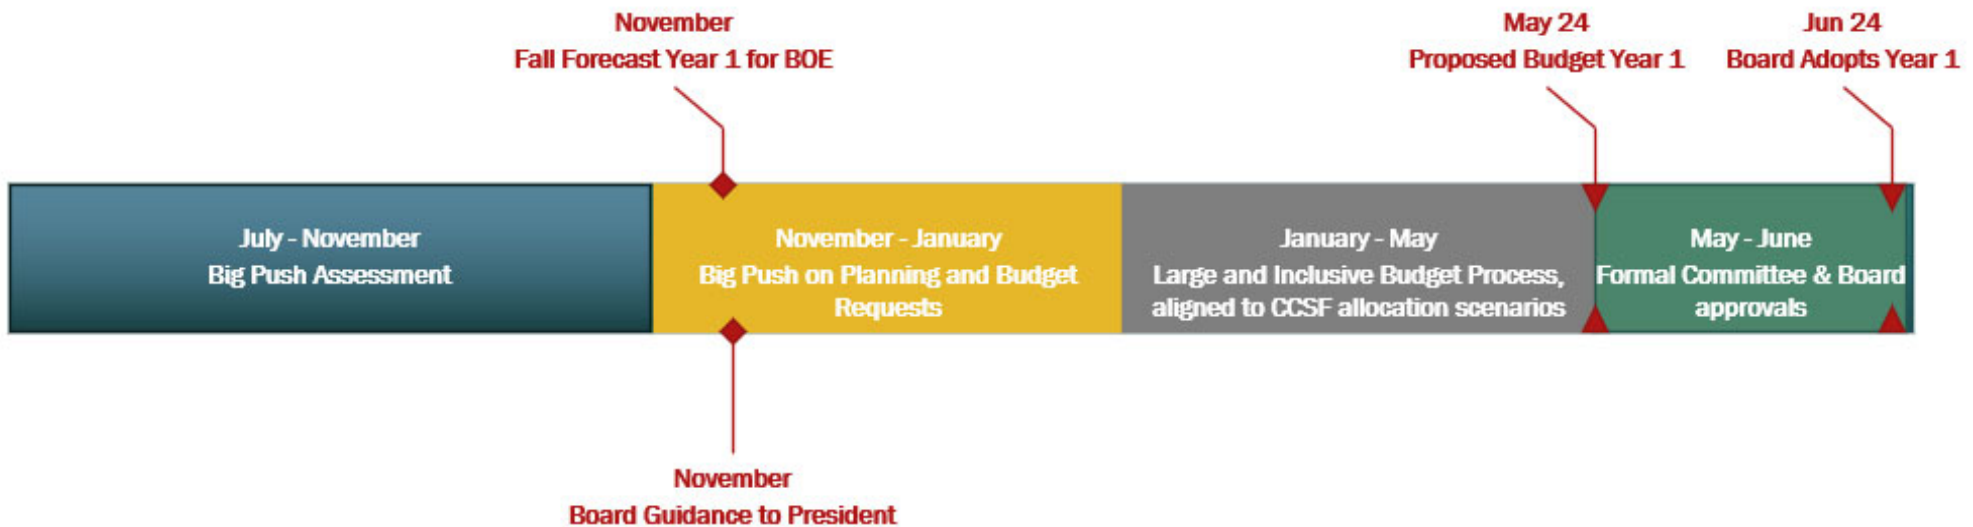 November
Fall Forecast Year 1 for BOE
May 24
Proposed Budget Year 1
Jun 24
Board Adopts Year 1
July - November
Big Push Assessment
November - January
Big Push on Planning and Budget
Requests
January - May
Large and Inclusive Budget Process,
aligned to CCSF allocation scenarios
May - June
Formal Committee & Board
approvals
November
Board Guidance to President